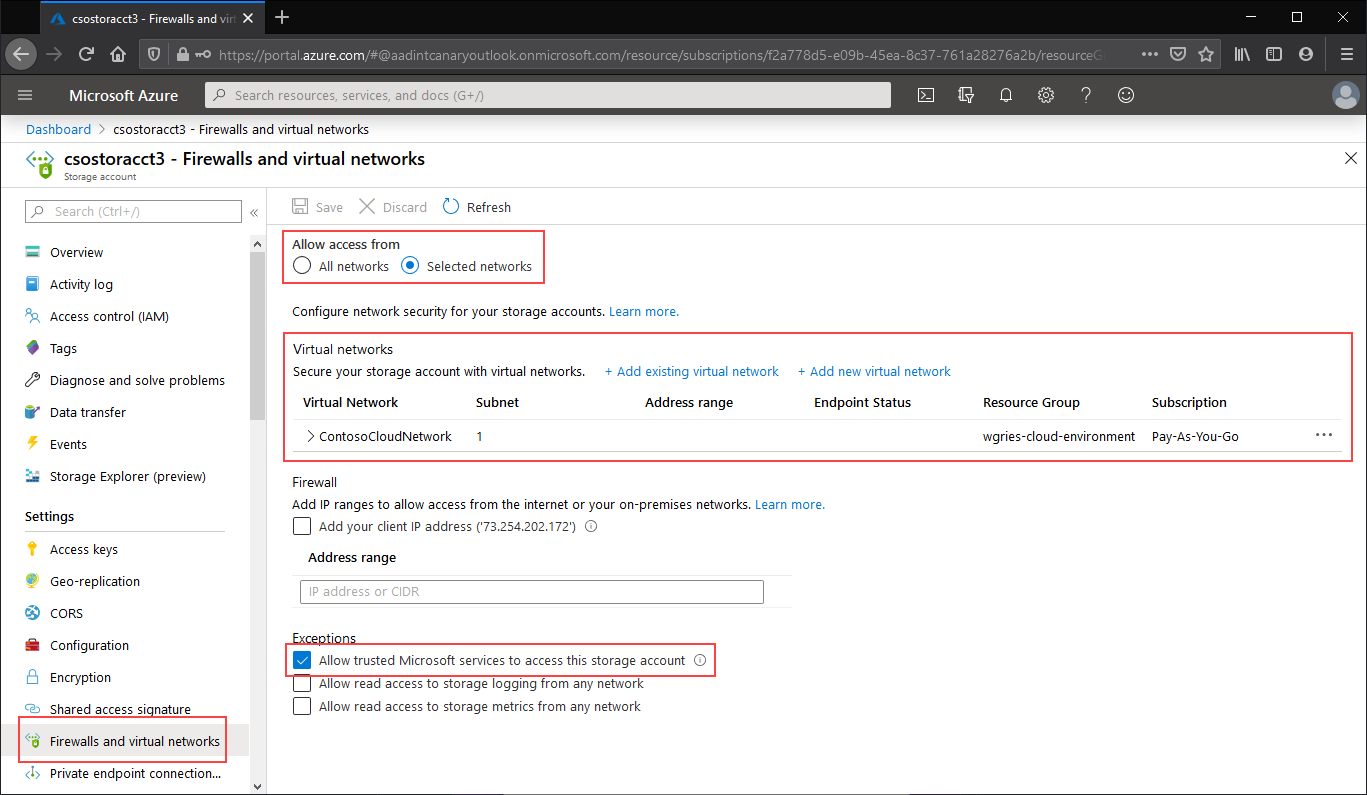 csostoracct3 - Firewalls and vir
https://portal.azure.com/#@aadintcanaryoutlook.onmicrosoft.com/resource/subscriptions/f2a778d5-e09b-45ea-8c37-761a28276a2b/resourceG
Microsoft Azure
Search resources, services, and docs (G+/)
Dashboard > csostoracct3 - Firewalls and virtual networks
csostoracct3 - Firewalls and virtual networks
Storage account
Search (Ctrl+/)
«
Overview
Activity log
Access control (IAM)
Tags
Diagnose and solve problems
Data transfer
Events
Storage Explorer (preview)
Settings
Access keys
Geo-replication
CORS
Configuration
Encryption
Shared access signature
Firewalls and virtual networks
Private endpoint connection...
Save Discard Refresh
Allow access from
All networks Selected networks
Configure network security for your storage accounts. Learn more.
Virtual networks
Secure your storage account with virtual networks. + Add existing virtual network + Add new virtual network
Virtual Network Subnet Address range Endpoint Status Resource Group Subscription
ContosoCloudNetwork 1 wgries-cloud-environment Pay-As-You-Go
Firewall
Add IP ranges to allow access from the internet or your on-premises networks. Learn more.
Add your client IP address ('73.254.202.172')
Address range
IP address or CIDR
Exceptions
Allow trusted Microsoft services to access this storage account
Allow read access to storage logging from any network
Allow read access to storage metrics from any network